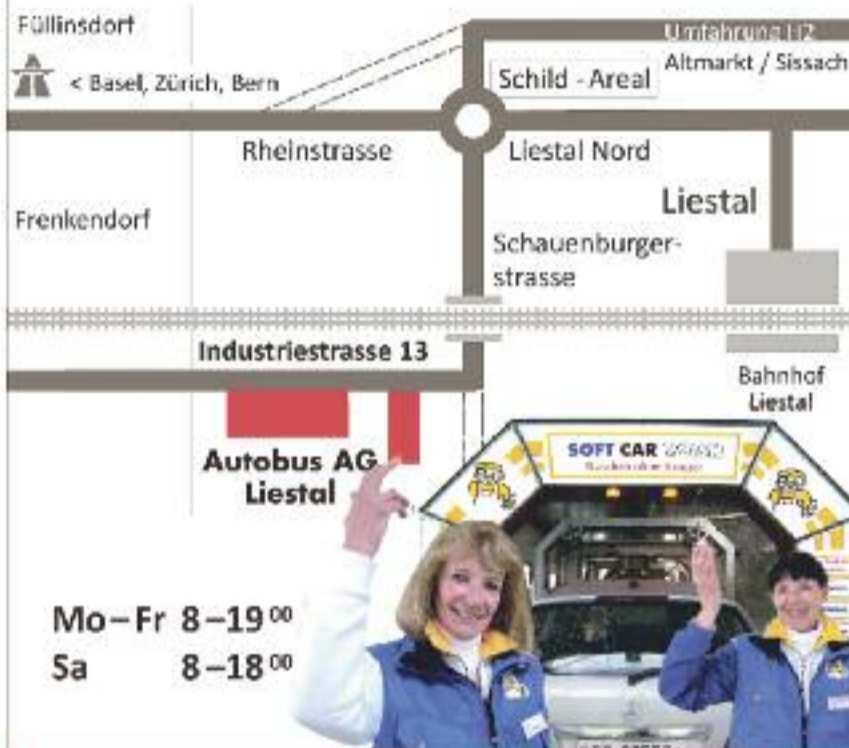 Füllinsdorf
Umfahrung H2
< Basel, Zürich, Bern
Schild - Areal
Altmarkt / Sissach
Rheinstrasse
Liestal Nord
Liestal
Frenkendorf
Schauenburger-
strasse
Industriestrasse 13
Bahnhof
Liestal
Autobus AG
Liestal
SOFT CAR WASH
Mo–Fr 8–19 00
Sa 8–18 00